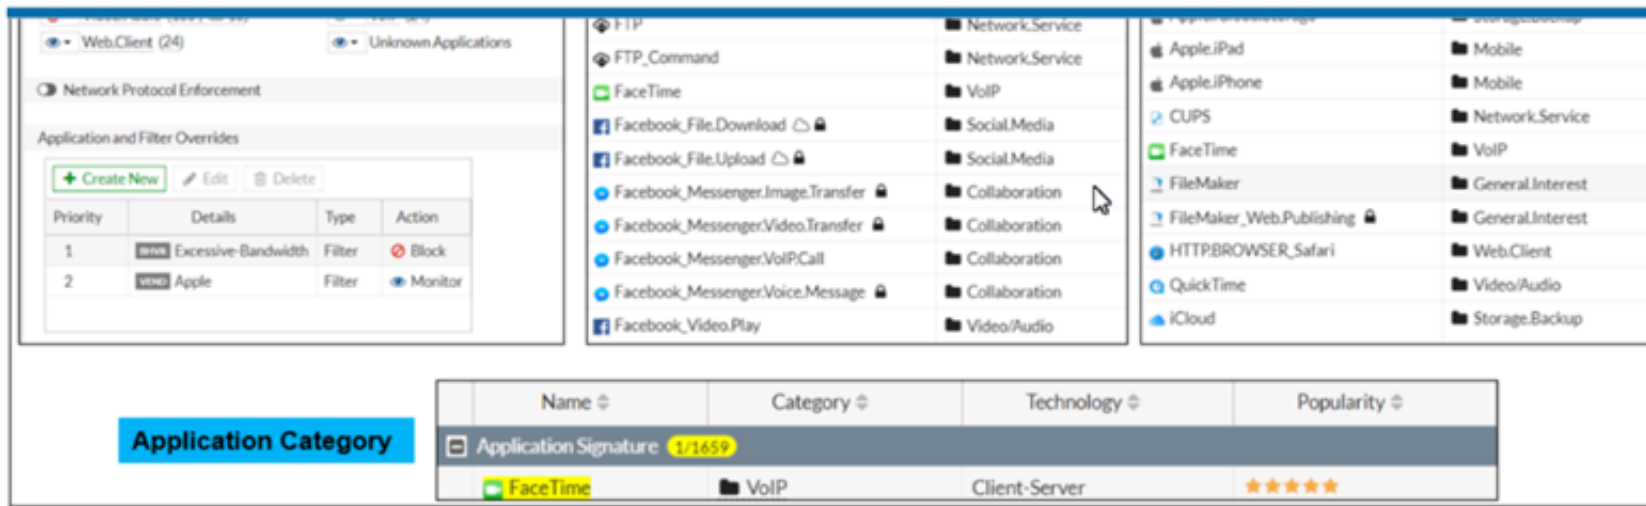 Web.Client (24) Unknown Applications
Network Protocol Enforcement
Application and Filter Overrides
+ Create New Edit Delete
Priority Details Type Action
1 Excessive-Bandwidth Filter Block
2 VEND Apple Filter Monitor
FTP Network.Service
FTP_Command Network.Service
FaceTime VoIP
Facebook_File.Download Social.Media
Facebook_File.Upload Social.Media
Facebook_Messenger.Image.Transfer Collaboration
Facebook_Messenger.Video.Transfer Collaboration
Facebook_Messenger.VoIP.Call Collaboration
Facebook_Messenger.Voice.Message Collaboration
Facebook_Video.Play Video/Audio
Apple.iPad Mobile
Apple.iPhone Mobile
CUPS Network.Service
FaceTime VoIP
FileMaker General.Interest
FileMaker_Web.Publishing General.Interest
HTTP.BROWSER_Safari Web.Client
QuickTime Video/Audio
iCloud Storage.Backup
Application Category
Name Category Technology Popularity
Application Signature 1/1659
FaceTime VoIP Client-Server